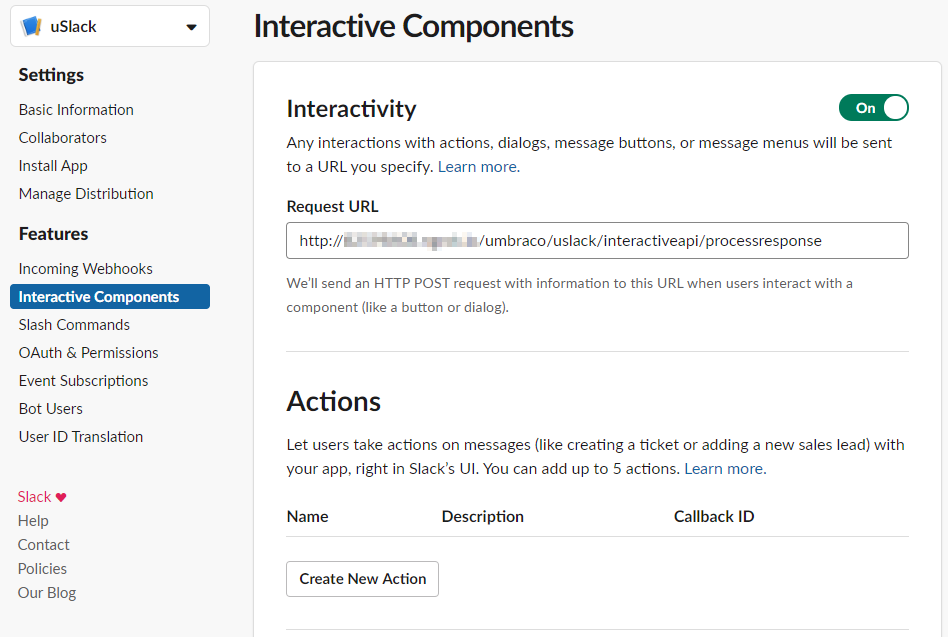 uSlack
Settings
Basic Information
Collaborators
Install App
Manage Distribution
Features
Incoming Webhooks
Interactive Components
Slash Commands
OAuth & Permissions
Event Subscriptions
Bot Users
User ID Translation
Slack
Help
Contact
Policies
Our Blog
Interactive Components
Interactivity
On
Any interactions with actions, dialogs, message buttons, or message menus will be sent
to a URL you specify. Learn more.
Request URL
http:// /umbraco/uslack/interactiveapi/processresponse
We’ll send an HTTP POST request with information to this URL when users interact with a
component (like a button or dialog).
Actions
Let users take actions on messages (like creating a ticket or adding a new sales lead) with
your app, right in Slack’s UI. You can add up to 5 actions. Learn more.
Name Description Callback ID
Create New Action